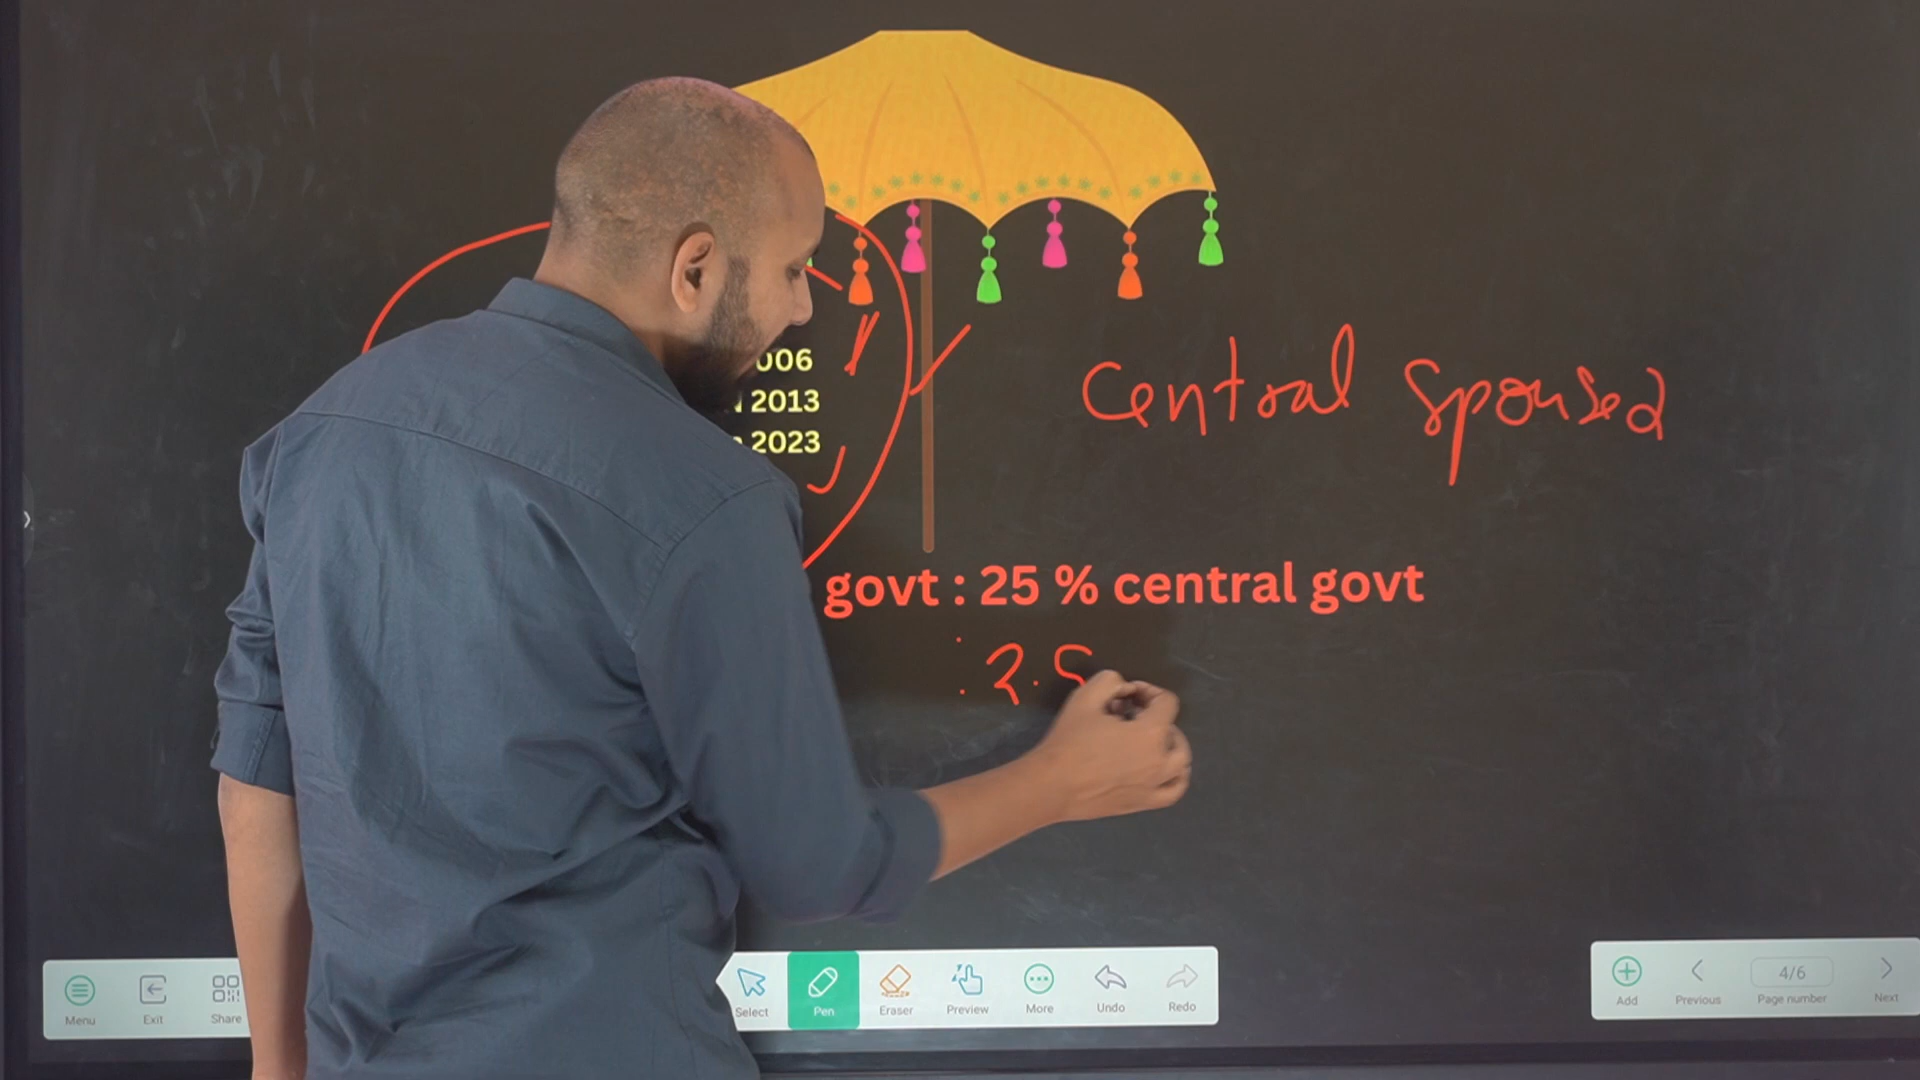 006
2013
2023
Central Sponsed
govt : 25 % central govt
: 2.5
Menu
Exit
Share
Select
Pen
Eraser
Preview
More
Undo
Redo
Add
Previous
4/6
Page number
Next